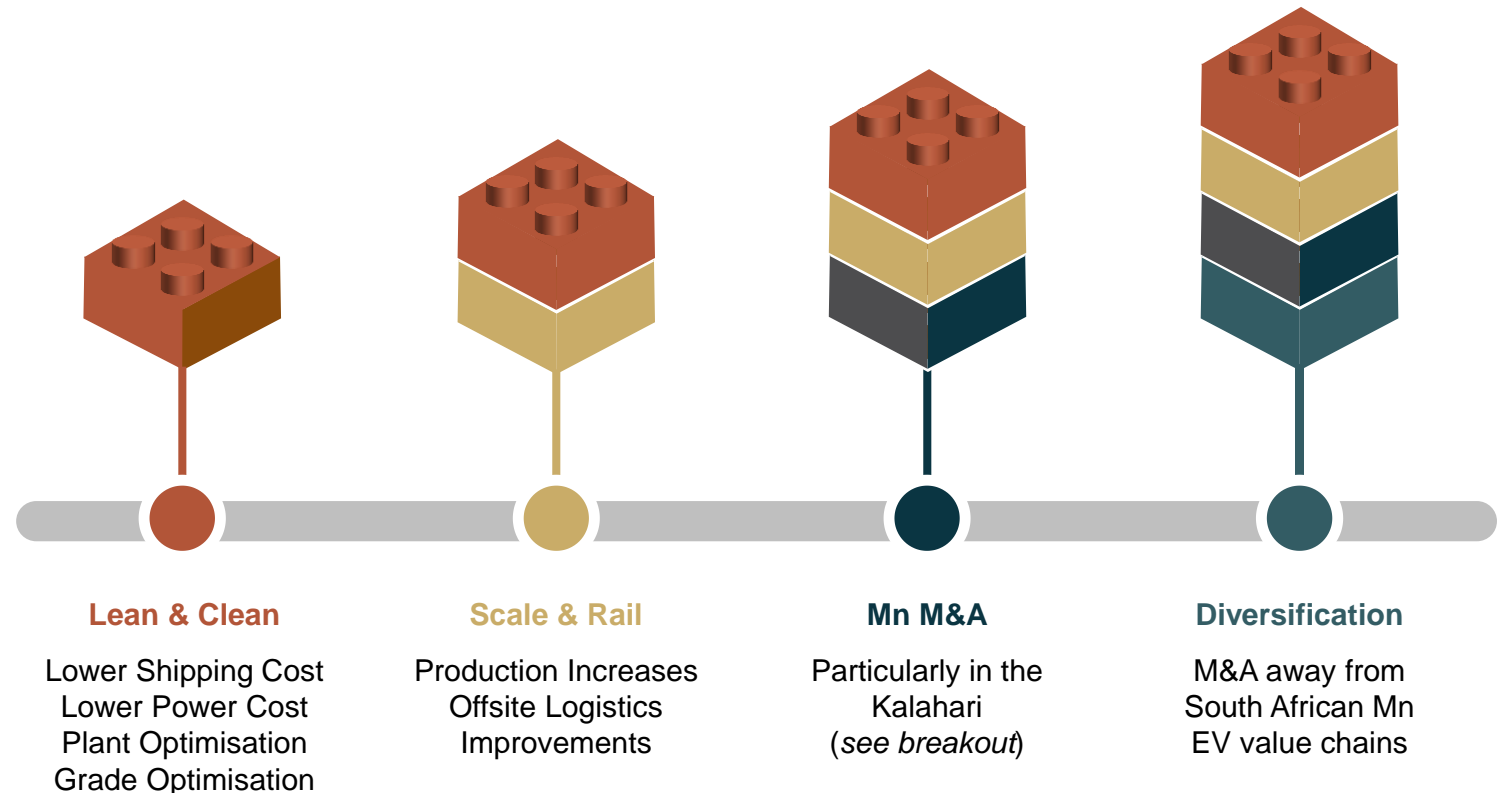 Lean & Clean
Lower Shipping Cost
Lower Power Cost
Plant Optimisation
Grade Optimisation
Scale & Rail
Production Increases
Offsite Logistics
Improvements
Mn M&A
Particularly in the
Kalahari
(see breakout)
Diversification
M&A away from
South African Mn
EV value chains